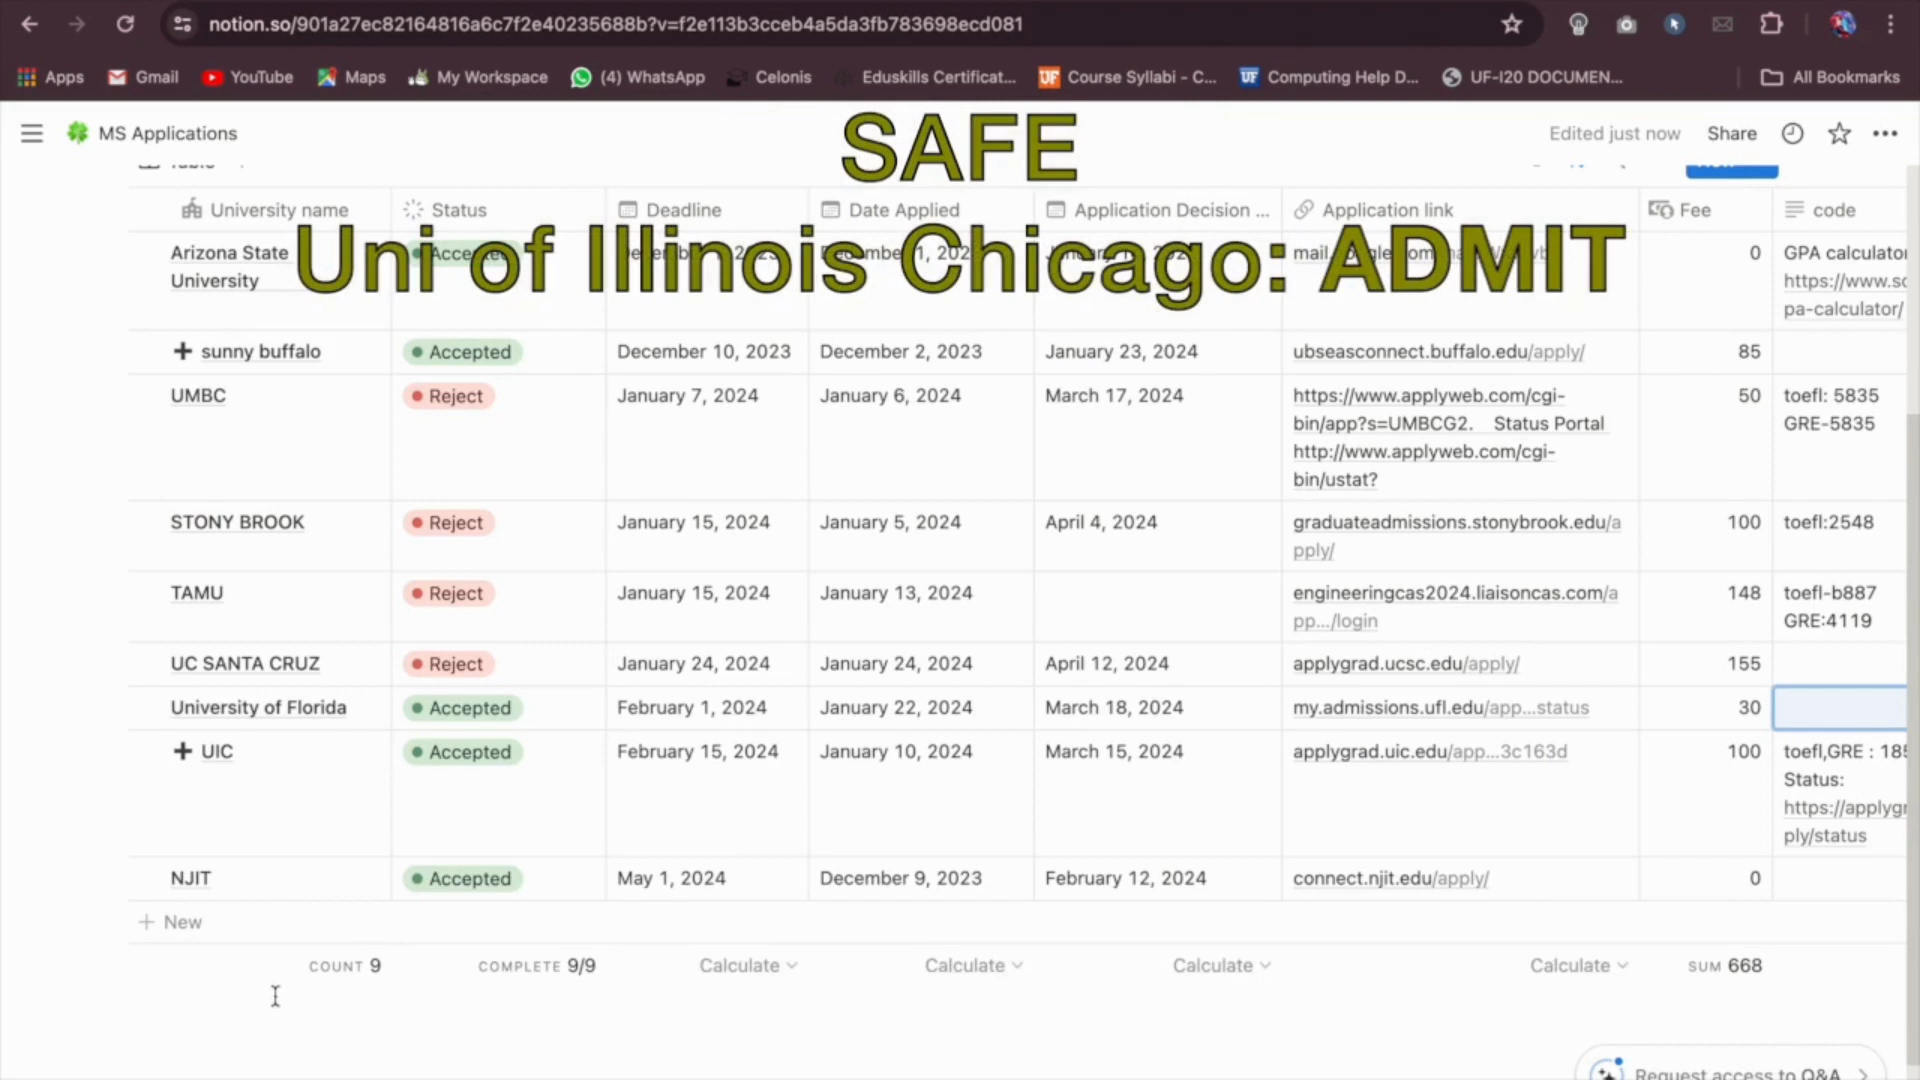 notion.so/901a27ec82164816a6c7f2e40235688b?v=f2e113b3cceb4a5da3fb783698ecd081
Apps Gmail YouTube Maps My Workspace (4) WhatsApp Celonis Eduskills Certificat... Course Syllabi - C... Computing Help D... UF-I20 DOCUMEN... All Bookmarks
MS Applications Edited just now Share
SAFE
Uni of Illinois Chicago: ADMIT
University name Status Deadline Date Applied Application Decision ... Application link Fee code
Arizona State University Accepted 0 GPA calculator
https://www.sc
pa-calculator/
sunny buffalo Accepted December 10, 2023 December 2, 2023 January 23, 2024 ubseasconnect.buffalo.edu/apply/ 85
UMBC Reject January 7, 2024 January 6, 2024 March 17, 2024 https://www.applyweb.com/cgi- 50 toefl: 5835
bin/app?s=UMBCG2. Status Portal GRE-5835
http://www.applyweb.com/cgi-
bin/ustat?
STONY BROOK Reject January 15, 2024 January 5, 2024 April 4, 2024 graduateadmissions.stonybrook.edu/a 100 toefl:2548
pply/
TAMU Reject January 15, 2024 January 13, 2024 engineeringcas2024.liaisoncas.com/a 148 toefl-b887
pp.../login GRE:4119
UC SANTA CRUZ Reject January 24, 2024 January 24, 2024 April 12, 2024 applygrad.ucsc.edu/apply/ 155
University of Florida Accepted February 1, 2024 January 22, 2024 March 18, 2024 my.admissions.ufl.edu/app...status 30
UIC Accepted February 15, 2024 January 10, 2024 March 15, 2024 applygrad.uic.edu/app...3c163d 100 toefl,GRE : 185
Status:
https://applygr
ply/status
NJIT Accepted May 1, 2024 December 9, 2023 February 12, 2024 connect.njit.edu/apply/ 0
New
COUNT 9 COMPLETE 9/9 Calculate Calculate Calculate Calculate SUM 668
Request access to Q&A